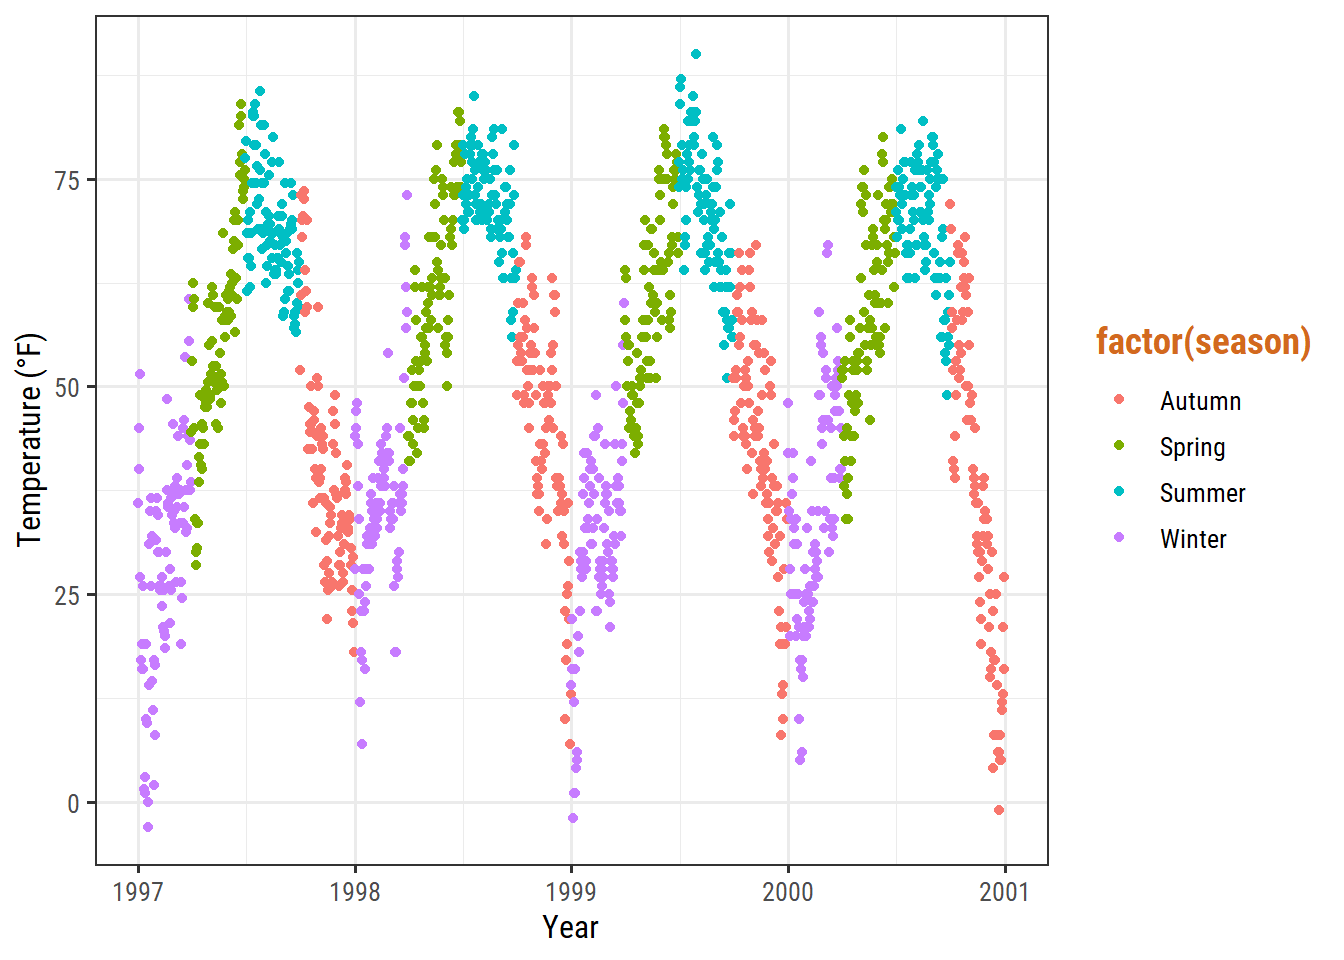 75
50
25
0
Temperature (°F)
1997 1998 1999 2000 2001
Year
factor(season)
Autumn
Spring
Summer
Winter